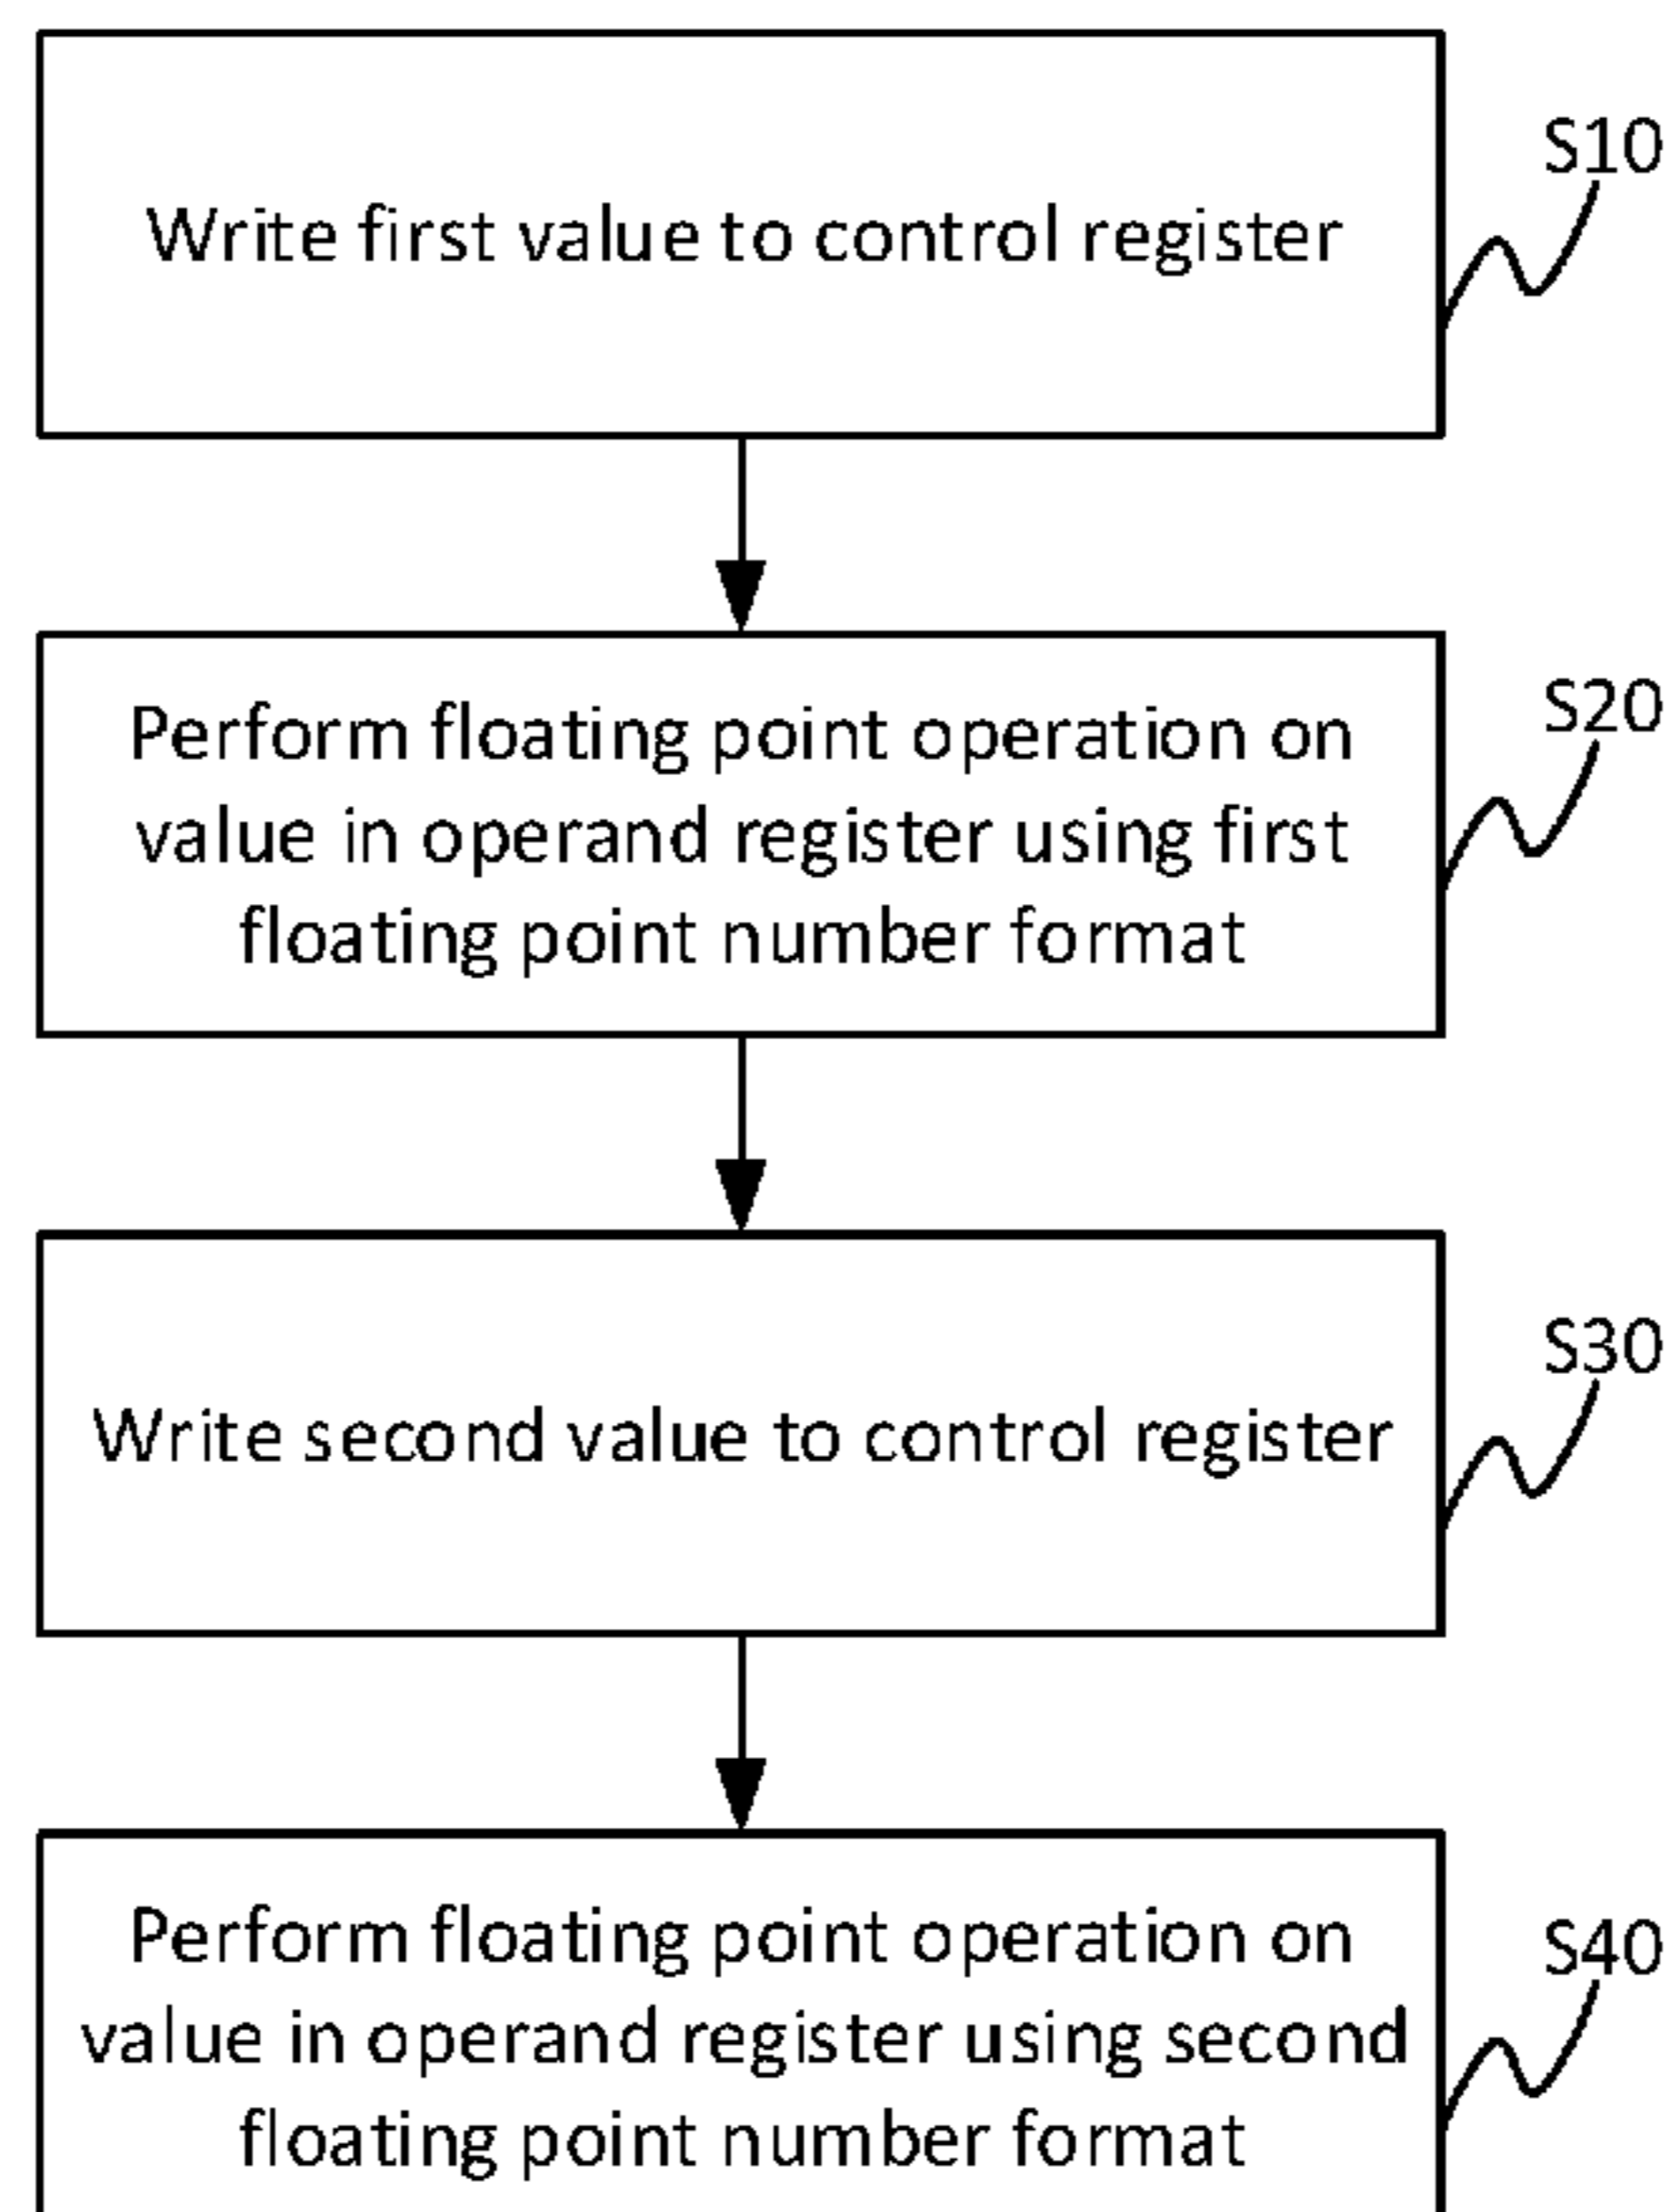 Write first value to control register
S10
Perform floating point operation on
value in operand register using first
floating point number format
S20
Write second value to control register
S30
Perform floating point operation on
value in operand register using second
floating point number format
S40